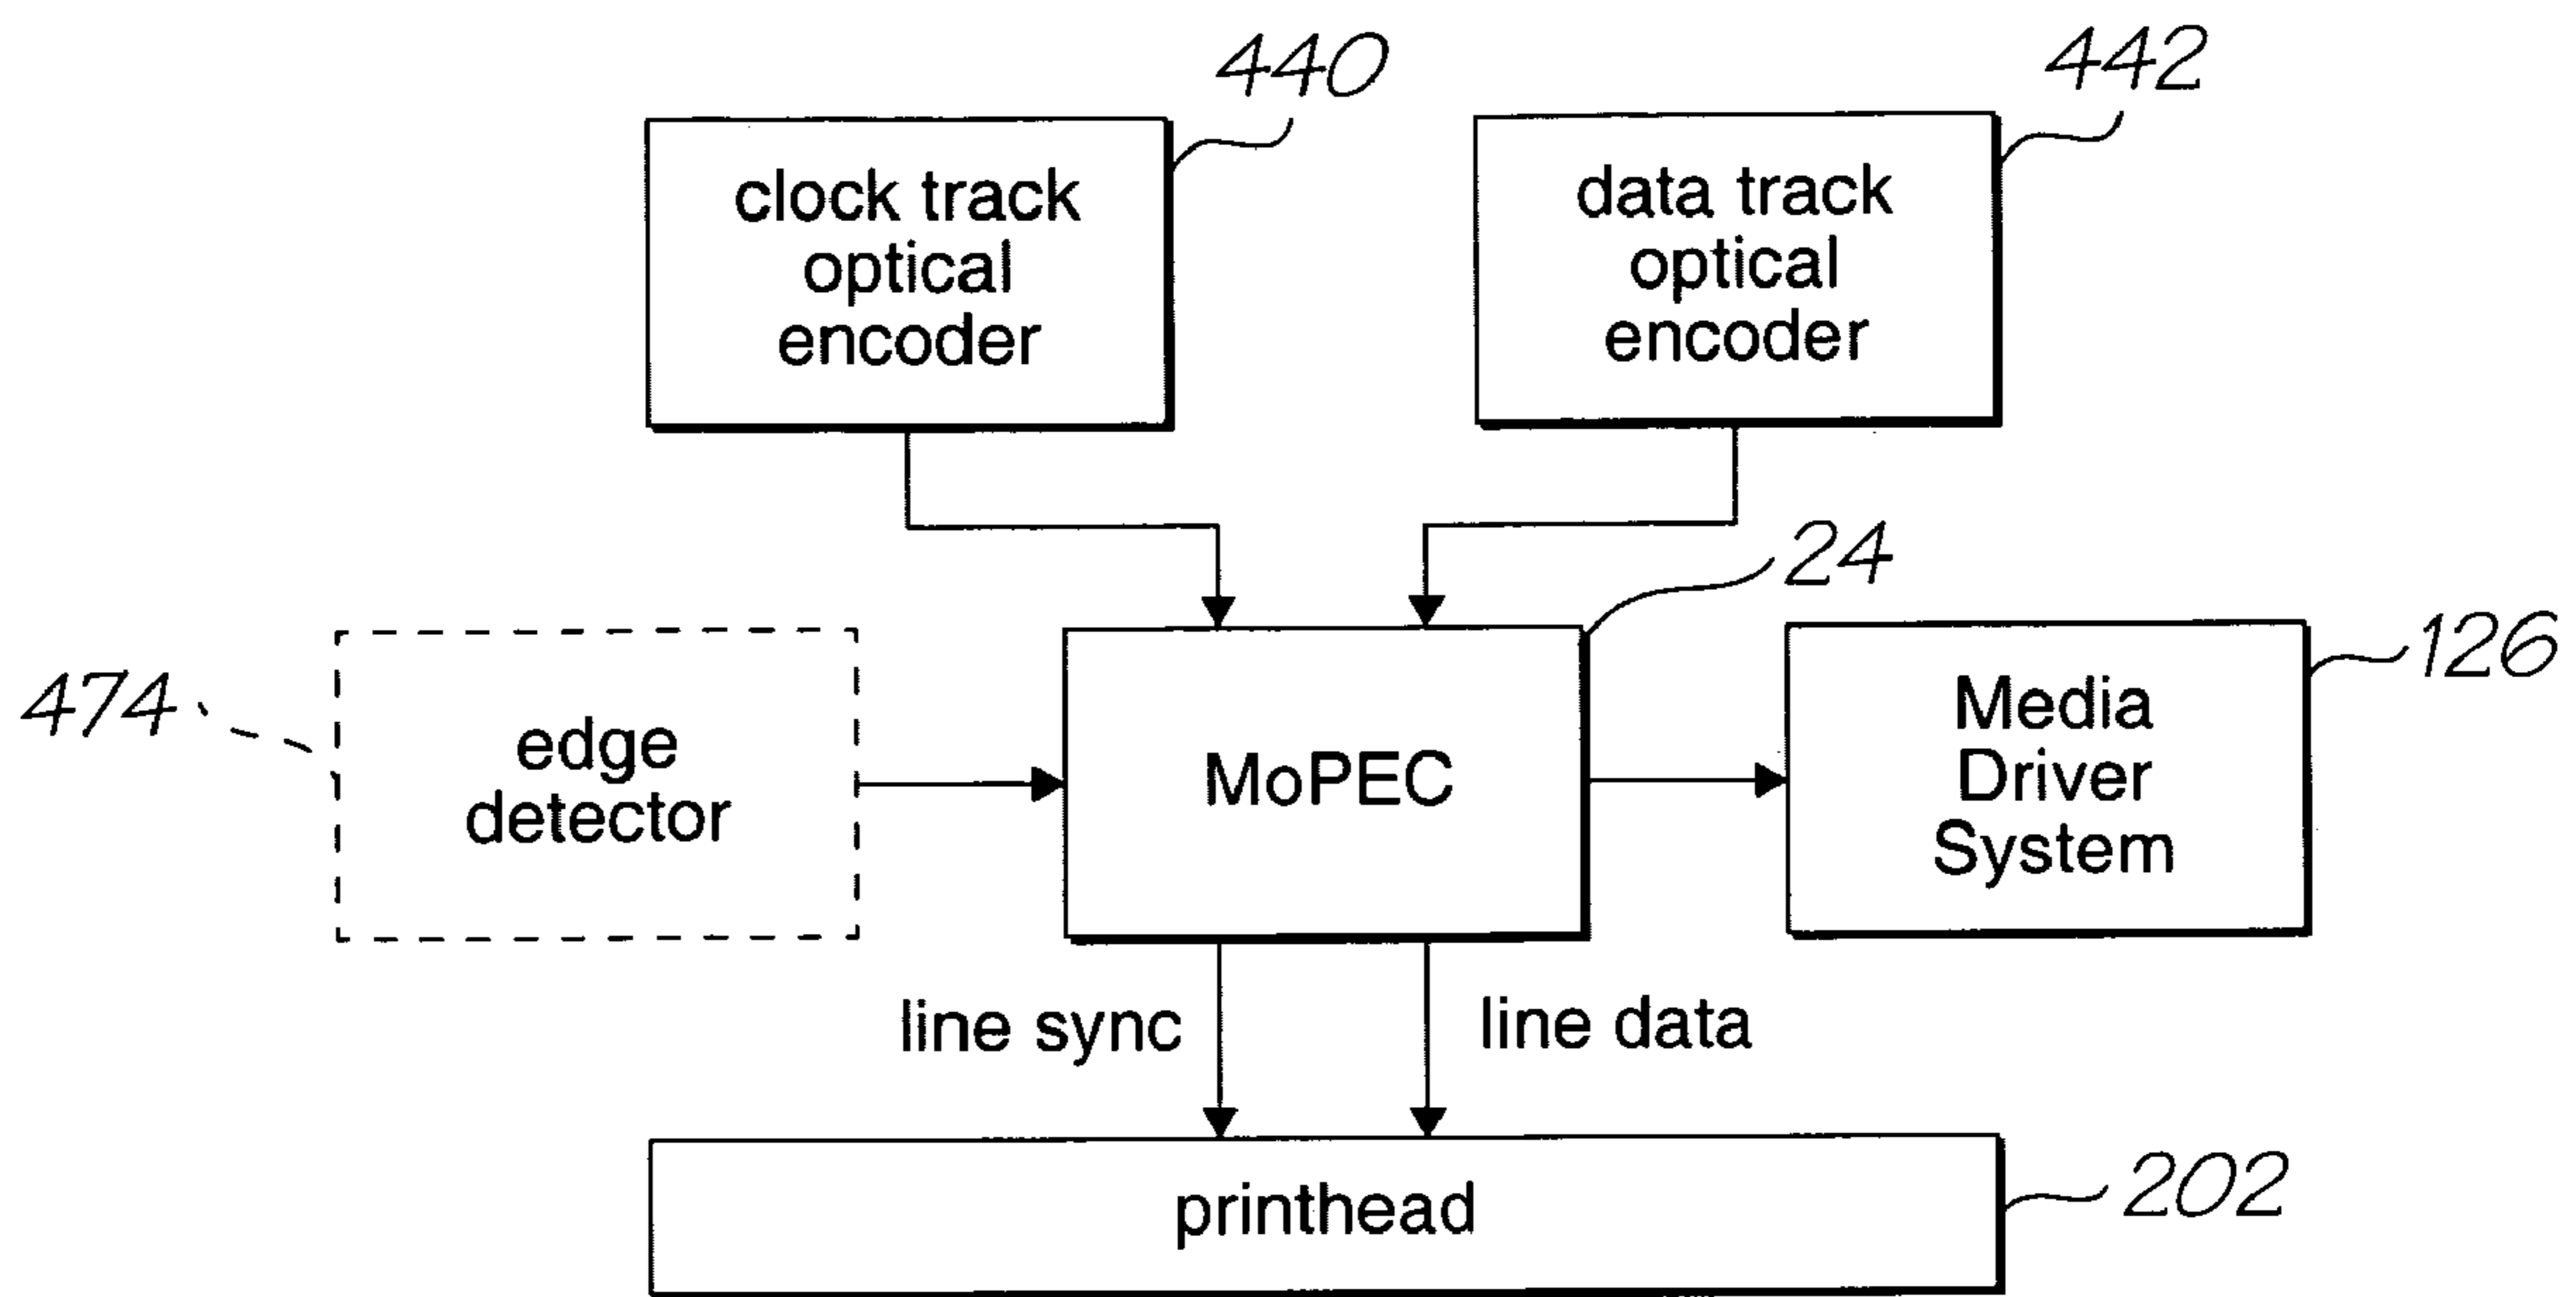 440
442
clock track
optical
encoder
data track
optical
encoder
24
126
474
edge
detector
MoPEC
Media
Driver
System
line sync
line data
printhead
202